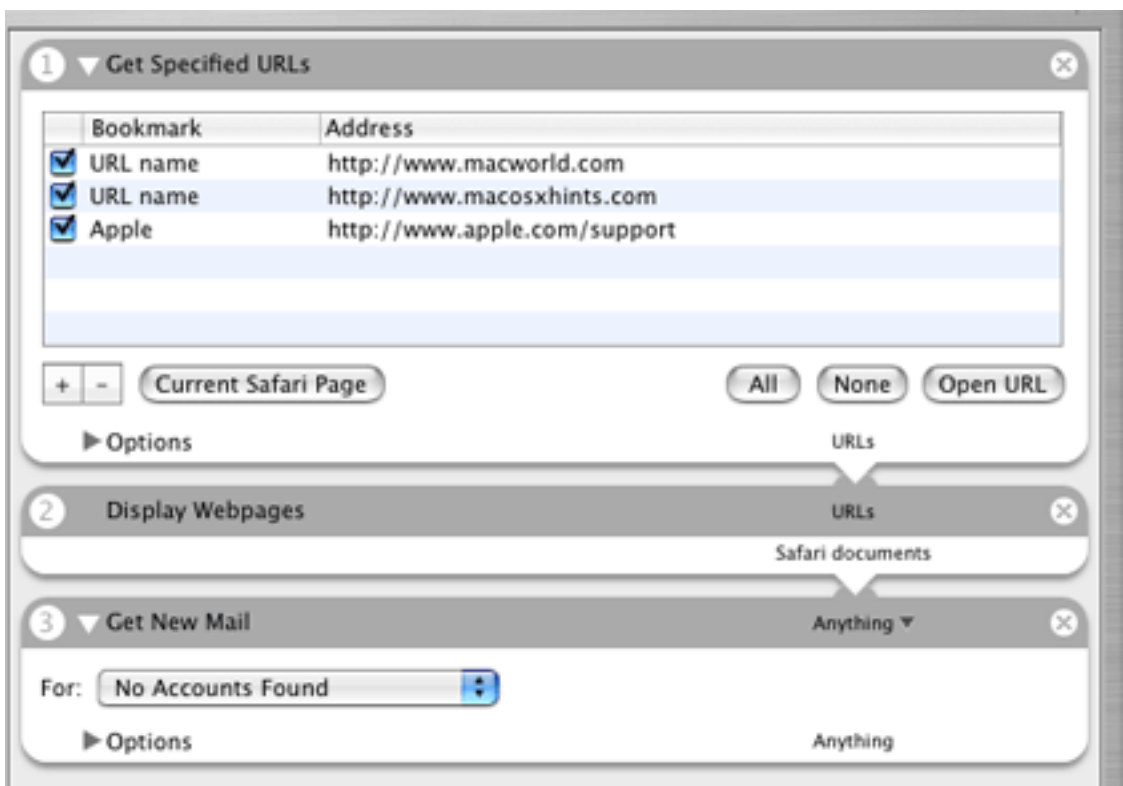 1 Get Specified URLs
Bookmark Address
URL name http://www.macworld.com
URL name http://www.macosxhints.com
Apple http://www.apple.com/support
+ - Current Safari Page All None Open URL
Options URLs
2 Display Webpages URLs
Safari documents
3 Get New Mail Anything
For: No Accounts Found
Options Anything